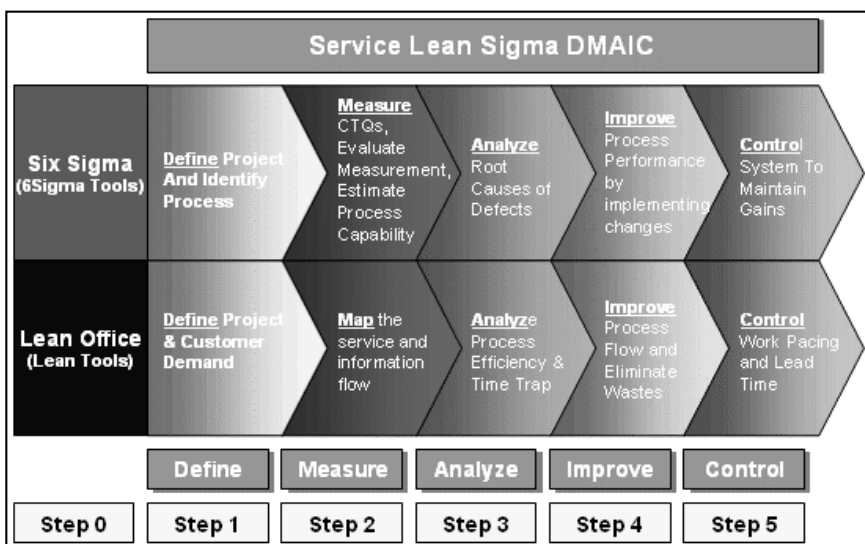 Service Lean Sigma DMAIC
Six Sigma
(6Sigma Tools)
Define Project
And Identify
Process
Measure
CTQs,
Evaluate
Measurement,
Estimate
Process
Capability
Analyze
Root
Causes of
Defects
Improve
Process
Performance
by
implementing
changes
Control
System To
Maintain
Gains
Lean Office
(Lean Tools)
Define Project
& Customer
Demand
Map the
service and
information
flow
Analyze
Process
Efficiency &
Time Trap
Improve
Process
Flow and
Eliminate
Wastes
Control
Work Pacing
and Lead
Time
Define
Measure
Analyze
Improve
Control
Step 0
Step 1
Step 2
Step 3
Step 4
Step 5